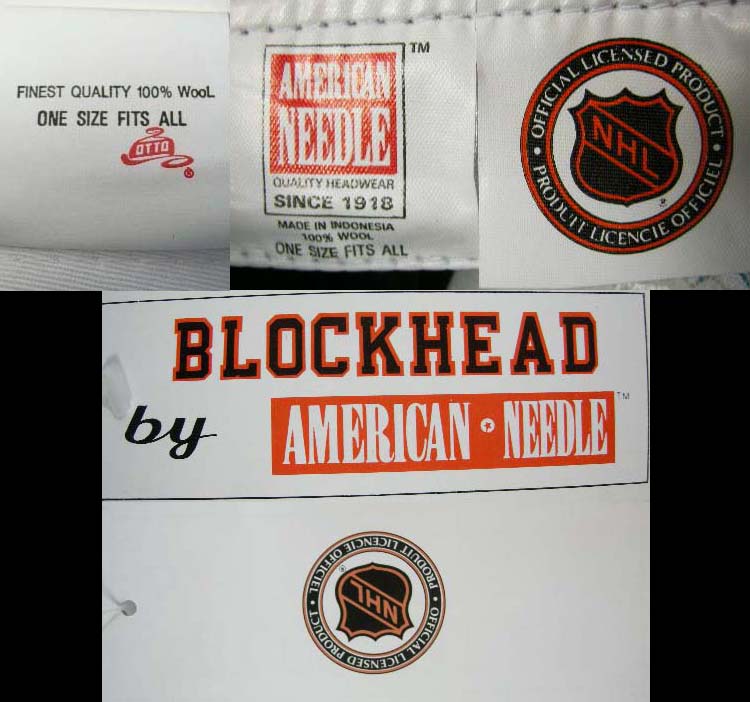 FINEST QUALITY 100% WOOL
ONE SIZE FITS ALL
OTTO
®
AMERICAN
NEEDLE
TM
QUALITY HEADWEAR
SINCE 1918
MADE IN INDONESIA
100% WOOL
ONE SIZE FITS ALL
• OFFICIAL LICENSED PRODUCT •
NHL
PRODUIT LICENCIE OFFICIEL
BLOCKHEAD
by AMERICAN NEEDLE TM
PRODUIT LICENCIE OFFICIEL
NHL
®
• OFFICIAL LICENSED PRODUCT •